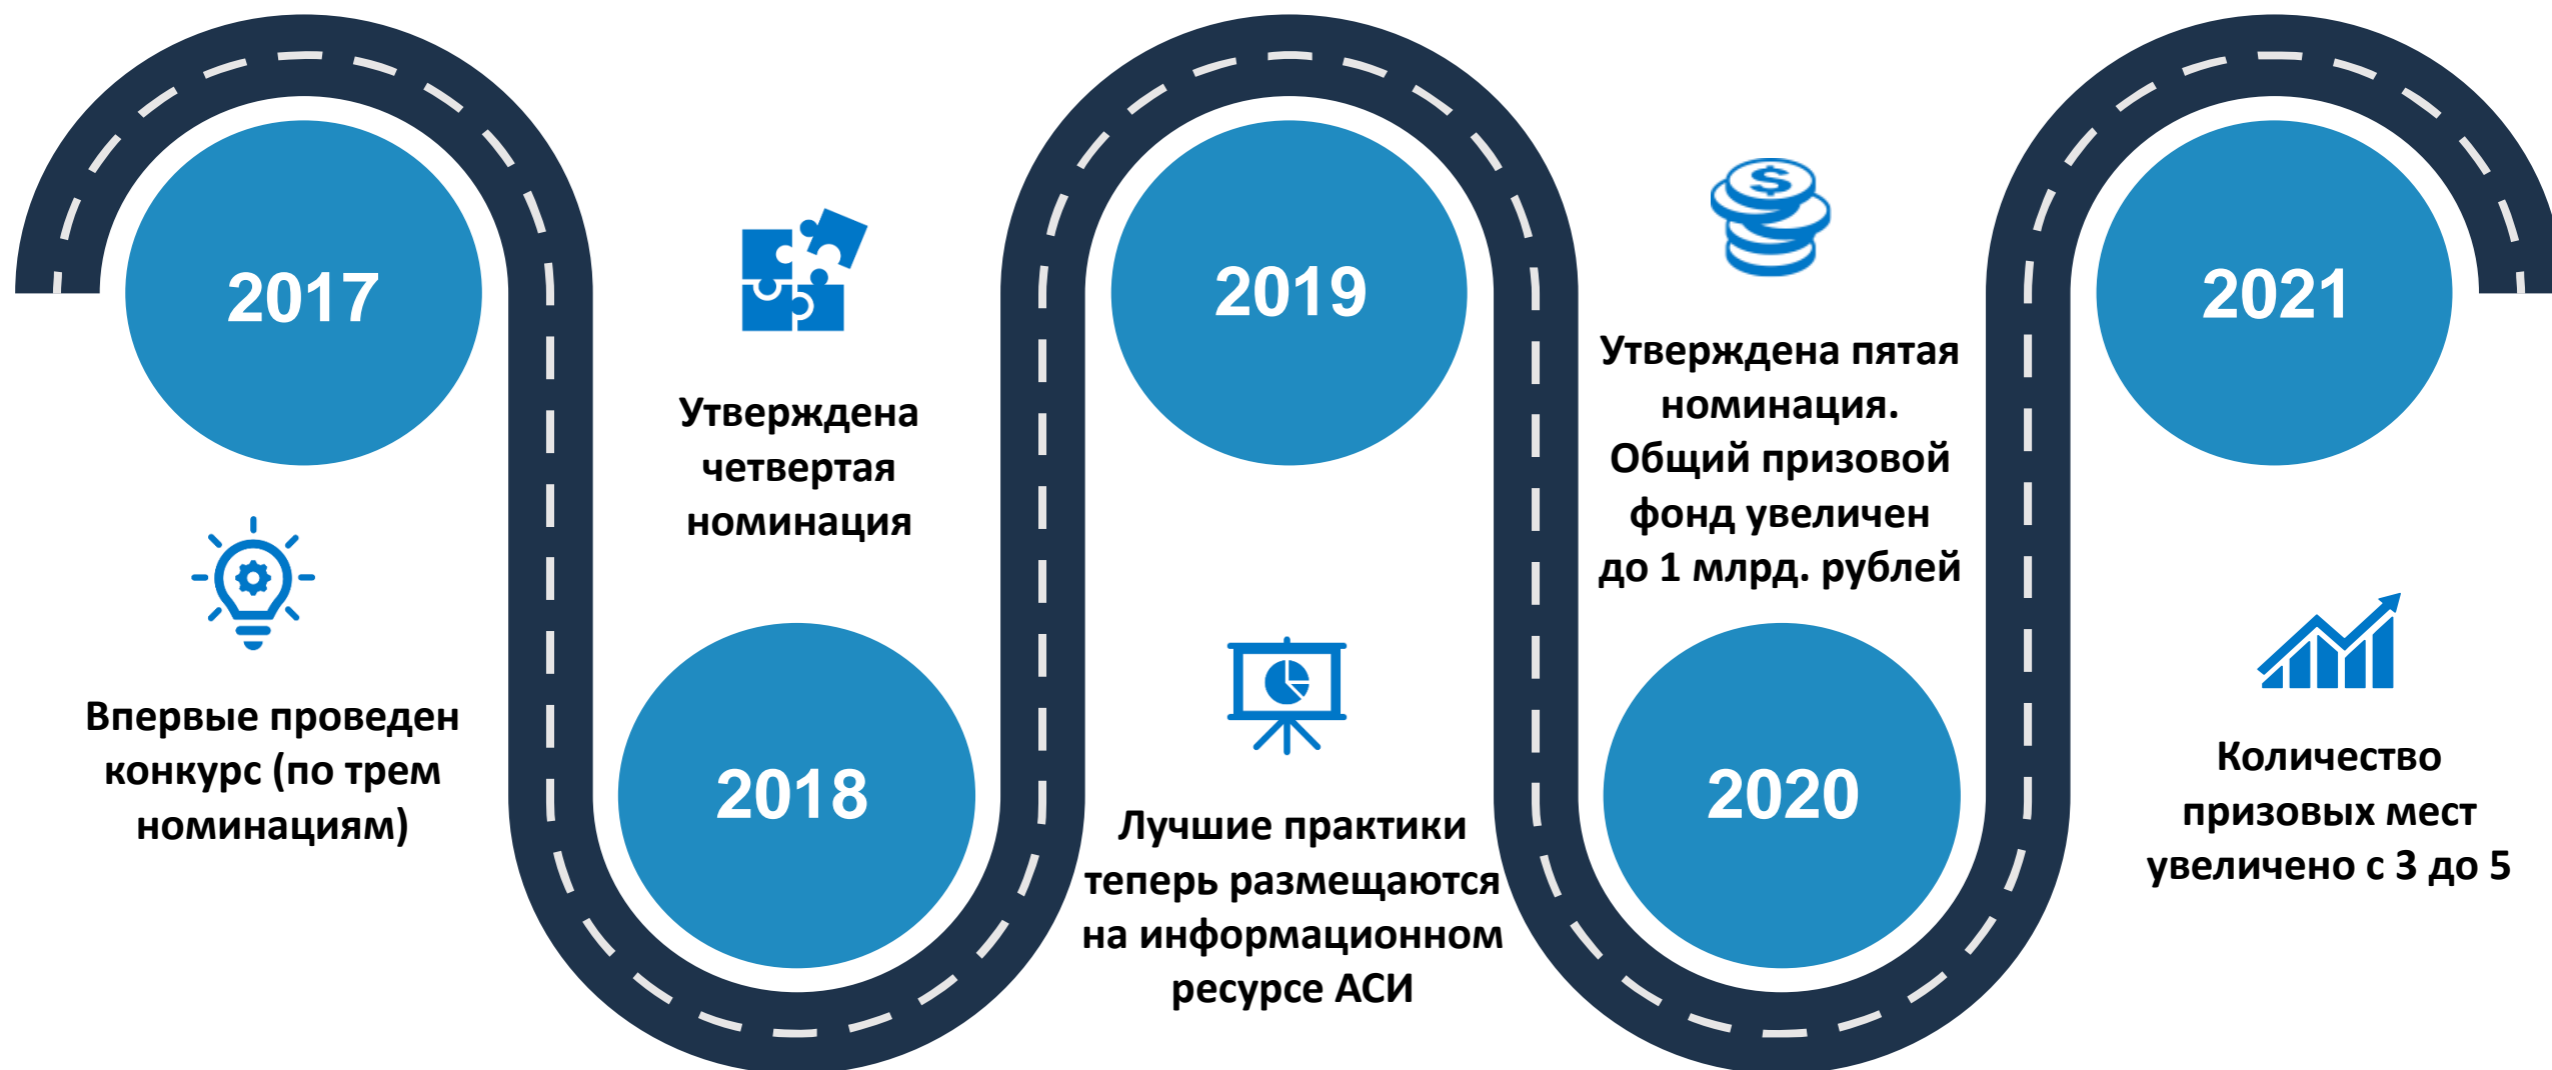 2017
Впервые проведен
конкурс (по трем
номинациям)
Утверждена
четвертая
номинация
2018
2019
Лучшие практики
теперь размещаются
на информационном
ресурсе АСИ
$
Утверждена пятая
номинация.
Общий призовой
фонд увеличен
до 1 млрд. рублей
2020
2021
Количество
призовых мест
увеличено с 3 до 5